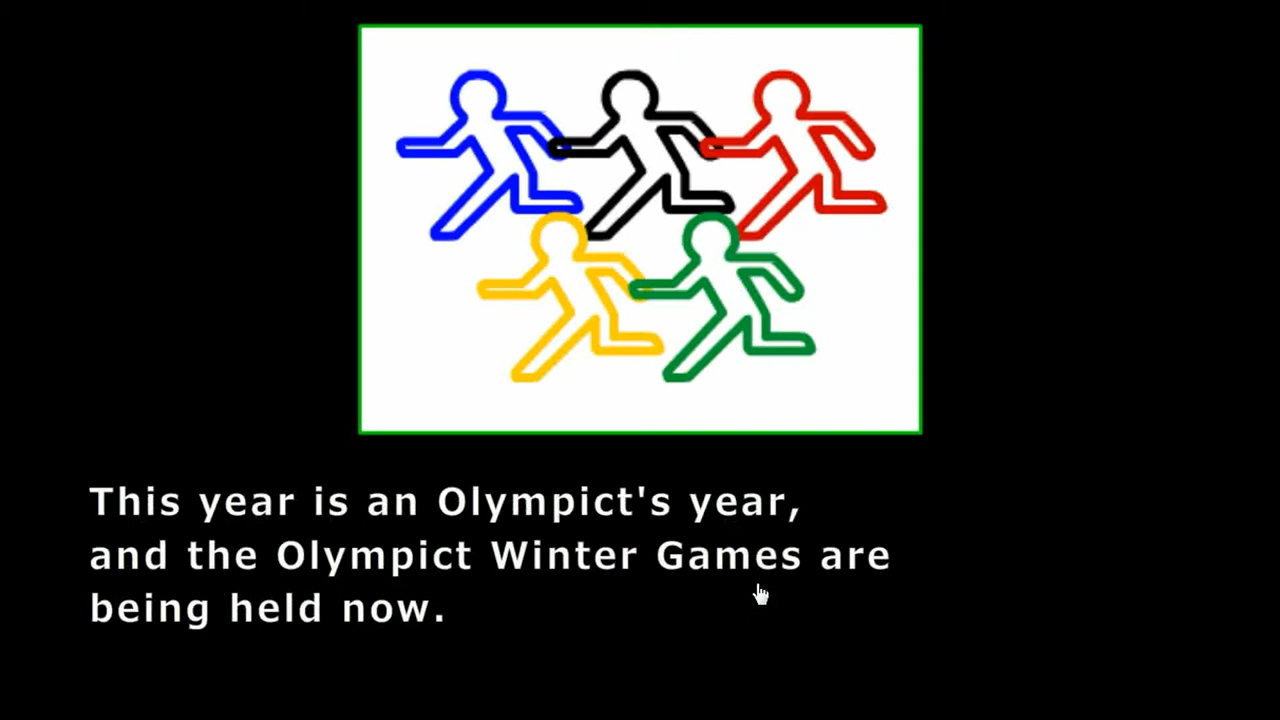 This year is an Olympict's year,
and the Olympict Winter Games are
being held now.